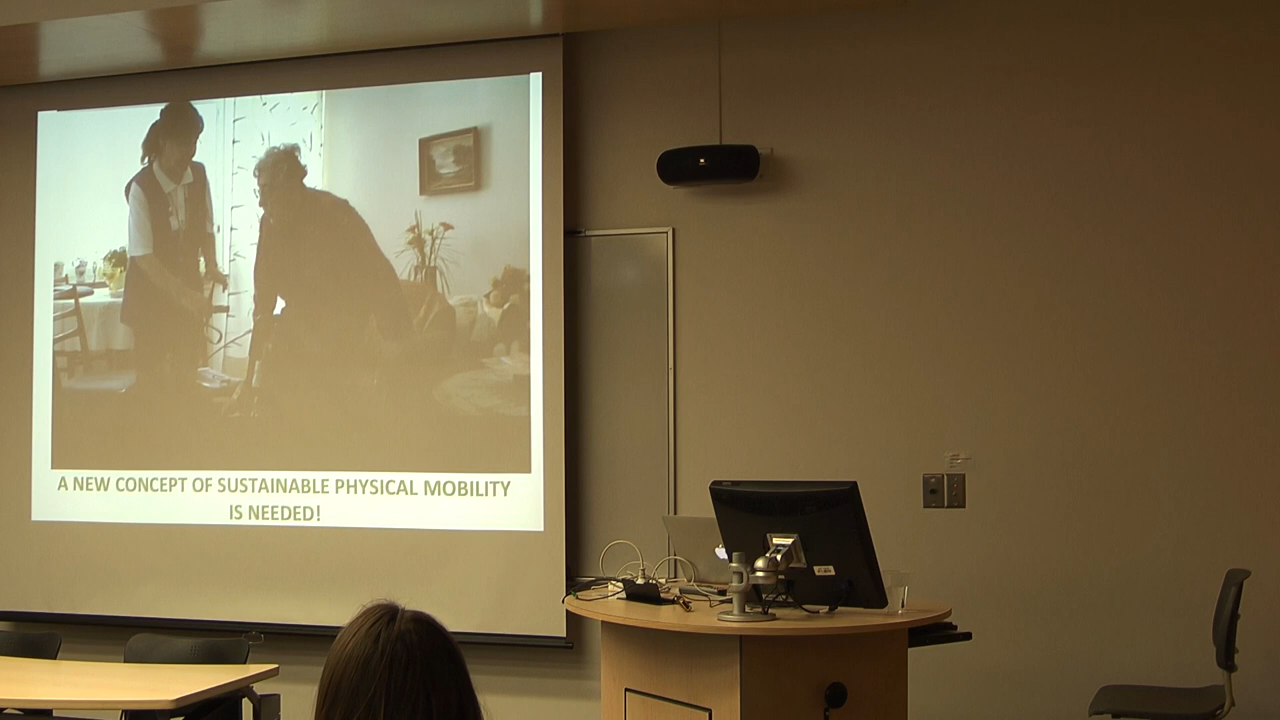 A NEW CONCEPT OF SUSTAINABLE PHYSICAL MOBILITY
IS NEEDED!